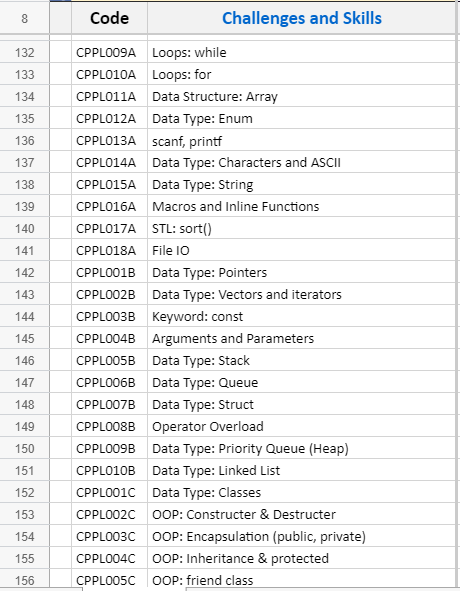 8 Code Challenges and Skills
132 CPPL009A Loops: while
133 CPPL010A Loops: for
134 CPPL011A Data Structure: Array
135 CPPL012A Data Type: Enum
136 CPPL013A scanf, printf
137 CPPL014A Data Type: Characters and ASCII
138 CPPL015A Data Type: String
139 CPPL016A Macros and Inline Functions
140 CPPL017A STL: sort()
141 CPPL018A File IO
142 CPPL001B Data Type: Pointers
143 CPPL002B Data Type: Vectors and iterators
144 CPPL003B Keyword: const
145 CPPL004B Arguments and Parameters
146 CPPL005B Data Type: Stack
147 CPPL006B Data Type: Queue
148 CPPL007B Data Type: Struct
149 CPPL008B Operator Overload
150 CPPL009B Data Type: Priority Queue (Heap)
151 CPPL010B Data Type: Linked List
152 CPPL001C Data Type: Classes
153 CPPL002C OOP: Constructer & Destructer
154 CPPL003C OOP: Encapsulation (public, private)
155 CPPL004C OOP: Inheritance & protected
156 CPPL005C OOP: friend class